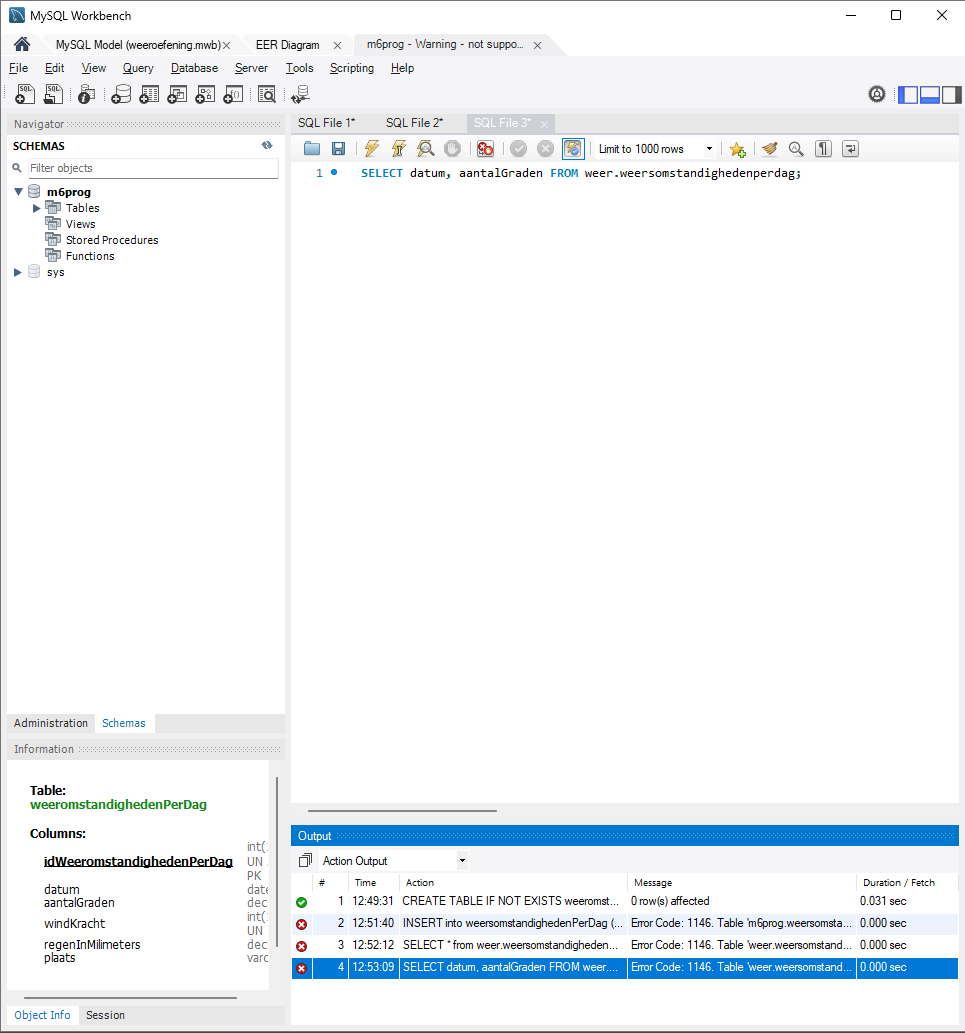 MySQL Workbench
MySQL Model (weeroefening.mwb)
EER Diagram
m6prog - Warning - not suppo...
File Edit View Query Database Server Tools Scripting Help
Navigator
SCHEMAS
Filter objects
m6prog
Tables
Views
Stored Procedures
Functions
sys
Administration Schemas
Information
Table:
weeromstandighedenPerDag
Columns:
idWeeromstandighedenPerDag int(
UN
PK
datum date
aantalGraden dec
windKracht int(
UN
regenInMilimeters dec
plaats varc
Object Info Session
SQL File 1* SQL File 2* SQL File 3*
Limit to 1000 rows
1 SELECT datum, aantalGraden FROM weer.weersomstandighedenperdag;
Output
Action Output
# Time Action Message Duration / Fetch
1 12:49:31 CREATE TABLE IF NOT EXISTS weeromst... 0 row(s) affected 0.031 sec
2 12:51:40 INSERT into weersomstandighedenPerDag (... Error Code: 1146. Table 'm6prog.weersomsta... 0.000 sec
3 12:52:12 SELECT * from weer.weersomstandigheden... Error Code: 1146. Table 'weer.weersomstand... 0.000 sec
4 12:53:09 SELECT datum, aantalGraden FROM weer.... Error Code: 1146. Table 'weer.weersomstand... 0.000 sec